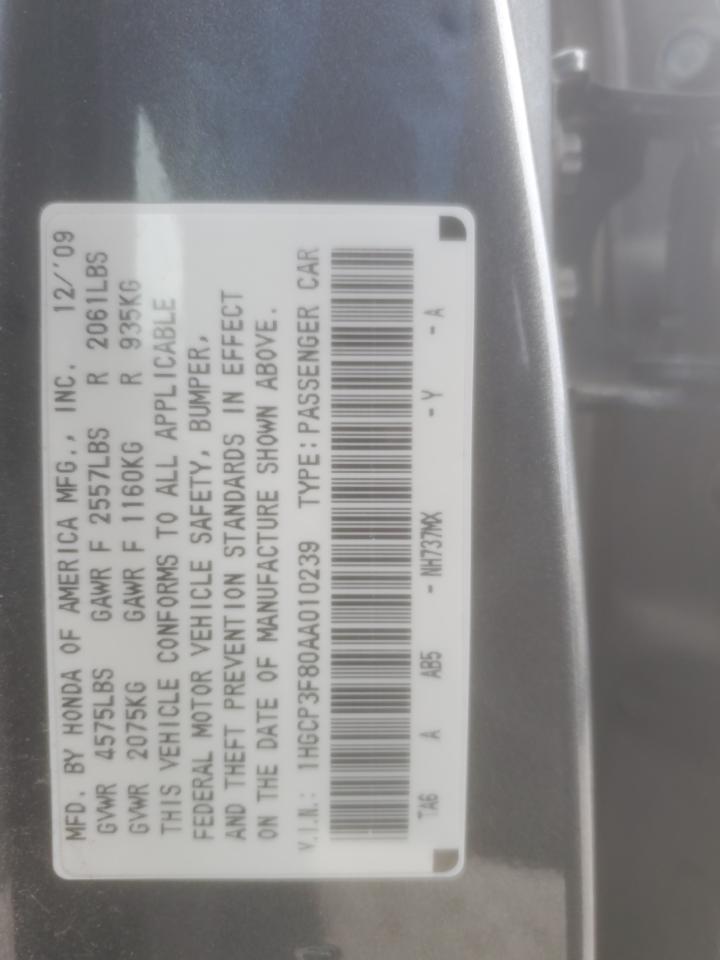 MFD. BY HONDA OF AMERICA MFG., INC. 12/'09
GVWR 4575LBS GAWR F 2557LBS R 2061LBS
GVWR 2075KG GAWR F 1160KG R 935KG
THIS VEHICLE CONFORMS TO ALL APPLICABLE
FEDERAL MOTOR VEHICLE SAFETY, BUMPER,
AND THEFT PREVENTION STANDARDS IN EFFECT
ON THE DATE OF MANUFACTURE SHOWN ABOVE.
V.I.N.: 1HGCP3F80AA010239 TYPE:PASSENGER CAR
TA6 A AB5 - NH737MX - Y - A